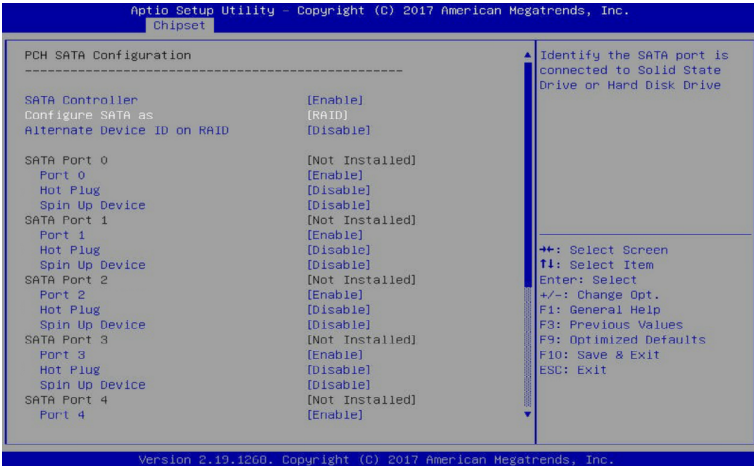 Aptio Setup Utility – Copyright (C) 2017 American Megatrends, Inc.
Chipset
PCH SATA Configuration
------------------------------------------------
SATA Controller [Enable]
Configure SATA as [RAID]
Alternate Device ID on RAID [Disable]
SATA Port 0 [Not Installed]
Port 0 [Enable]
Hot Plug [Disable]
Spin Up Device [Disable]
SATA Port 1 [Not Installed]
Port 1 [Enable]
Hot Plug [Disable]
Spin Up Device [Disable]
SATA Port 2 [Not Installed]
Port 2 [Enable]
Hot Plug [Disable]
Spin Up Device [Disable]
SATA Port 3 [Not Installed]
Port 3 [Enable]
Hot Plug [Disable]
Spin Up Device [Disable]
SATA Port 4 [Not Installed]
Port 4 [Enable]
Identify the SATA port is
connected to Solid State
Drive or Hard Disk Drive
→←: Select Screen
↑↓: Select Item
Enter: Select
+/-: Change Opt.
F1: General Help
F3: Previous Values
F9: Optimized Defaults
F10: Save & Exit
ESC: Exit
Version 2.19.1268. Copyright (C) 2017 American Megatrends, Inc.